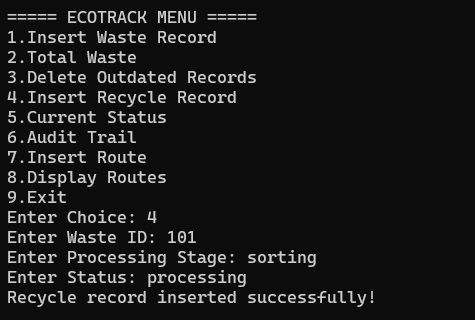 ===== ECOTRACK MENU =====
1.Insert Waste Record
2.Total Waste
3.Delete Outdated Records
4.Insert Recycle Record
5.Current Status
6.Audit Trail
7.Insert Route
8.Display Routes
9.Exit
Enter Choice: 4
Enter Waste ID: 101
Enter Processing Stage: sorting
Enter Status: processing
Recycle record inserted successfully!